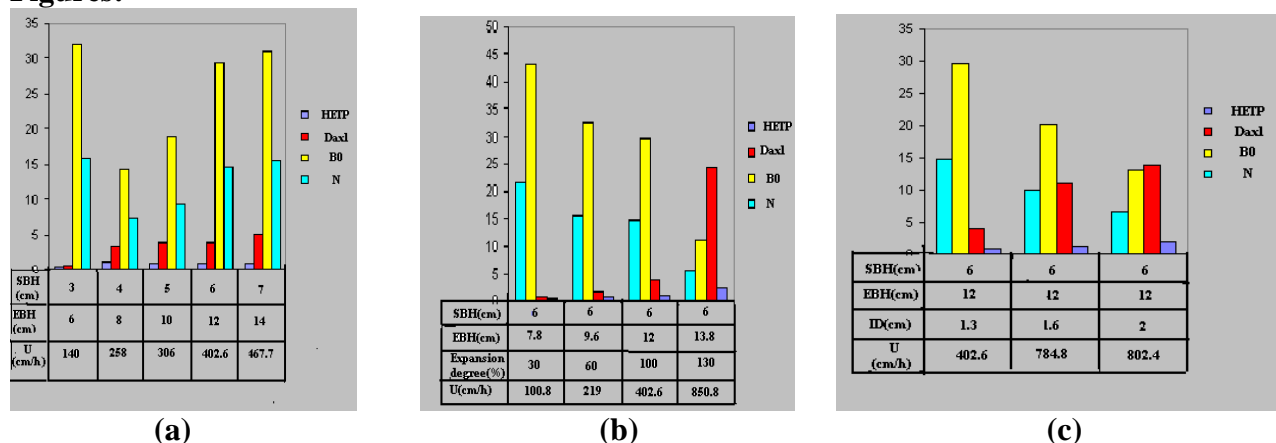 Figures:
35
30
25
20
15
10
5
0
HETP
Daxl
B0
N
SBH (cm) 3 4 5 6 7
EBH (cm) 6 8 10 12 14
U (cm/h) 140 258 306 402.6 467.7
(a)
50
45
40
35
30
25
20
15
10
5
0
HETP
Daxl
B0
N
SBH(cm) 6 6 6 6
EBH(cm) 7.8 9.6 12 13.8
Expansion degree(%) 30 60 100 130
U(cm/h) 100.8 219 402.6 850.8
(b)
35
30
25
20
15
10
5
0
HETP
Daxl
B0
N
SBH(cm) 6 6 6
EBH(cm) 12 12 12
ID(cm) 1.3 1.6 2
U (cm/h) 402.6 784.8 802.4
(c)